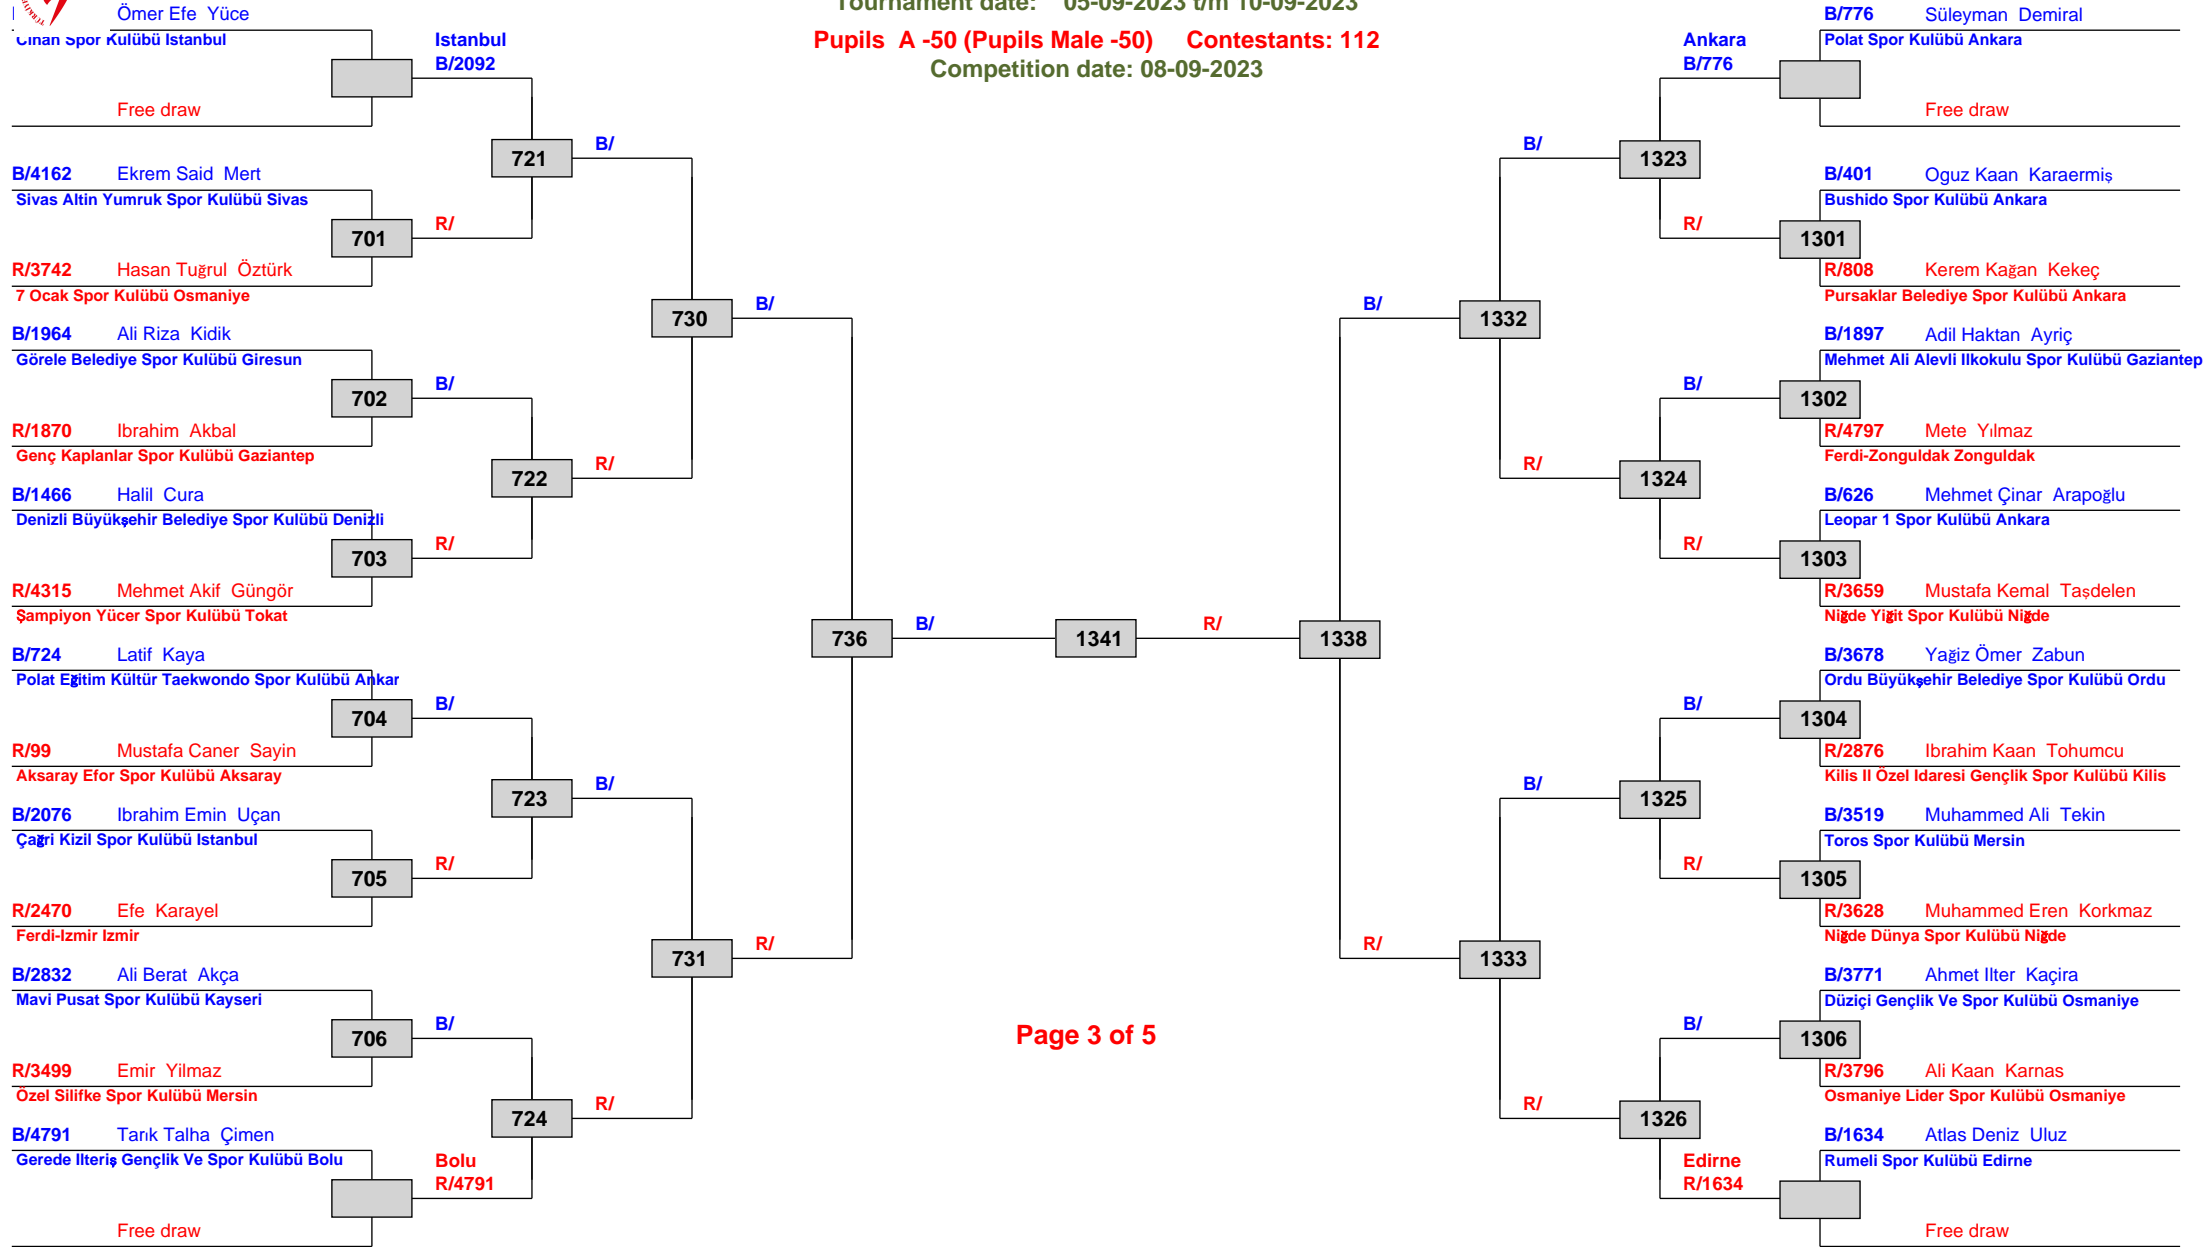 Tournament date: 05-09-2023 t/m 10-09-2023
Pupils A -50 (Pupils Male -50) Contestants: 112
Competition date: 08-09-2023
Ömer Efe Yüce
Cihan Spor Kulübü Istanbul
Free draw
Istanbul
B/2092
B/4162 Ekrem Said Mert
Sivas Altin Yumruk Spor Kulübü Sivas
701
R/3742 Hasan Tuğrul Öztürk
7 Ocak Spor Kulübü Osmaniye
R/
721
B/
B/1964 Ali Riza Kidik
Görele Belediye Spor Kulübü Giresun
702
R/1870 Ibrahim Akbal
Genç Kaplanlar Spor Kulübü Gaziantep
B/
722
R/
B/1466 Halil Cura
Denizli Büyükşehir Belediye Spor Kulübü Denizli
703
R/4315 Mehmet Akif Güngör
Şampiyon Yücer Spor Kulübü Tokat
R/
730
B/
B/724 Latif Kaya
Polat Eğitim Kültür Taekwondo Spor Kulübü Ankar
704
R/99 Mustafa Caner Sayin
Aksaray Efor Spor Kulübü Aksaray
B/
723
B/
B/2076 Ibrahim Emin Uçan
Çağri Kizil Spor Kulübü Istanbul
705
R/2470 Efe Karayel
Ferdi-Izmir Izmir
R/
731
R/
B/2832 Ali Berat Akça
Mavi Pusat Spor Kulübü Kayseri
706
R/3499 Emir Yilmaz
Özel Silifke Spor Kulübü Mersin
B/
724
R/
B/4791 Tarık Talha Çimen
Gerede Ilteriş Gençlik Ve Spor Kulübü Bolu
Free draw
Bolu
R/4791
736
B/
1341
R/
1338
Page 3 of 5
B/776 Süleyman Demiral
Polat Spor Kulübü Ankara
Free draw
Ankara
B/776
B/401 Oguz Kaan Karaermiş
Bushido Spor Kulübü Ankara
1301
R/808 Kerem Kağan Kekeç
Pursaklar Belediye Spor Kulübü Ankara
R/
1323
B/
B/1897 Adil Haktan Ayriç
Mehmet Ali Alevli Ilkokulu Spor Kulübü Gaziantep
1302
R/4797 Mete Yılmaz
Ferdi-Zonguldak Zonguldak
B/
1324
R/
B/626 Mehmet Çinar Arapoğlu
Leopar 1 Spor Kulübü Ankara
1303
R/3659 Mustafa Kemal Taşdelen
Niğde Yiğit Spor Kulübü Niğde
R/
1332
B/
B/3678 Yağiz Ömer Zabun
Ordu Büyükşehir Belediye Spor Kulübü Ordu
1304
R/2876 Ibrahim Kaan Tohumcu
Kilis Il Özel Idaresi Gençlik Spor Kulübü Kilis
B/
1325
B/
B/3519 Muhammed Ali Tekin
Toros Spor Kulübü Mersin
1305
R/3628 Muhammed Eren Korkmaz
Niğde Dünya Spor Kulübü Niğde
R/
1333
R/
B/3771 Ahmet Ilter Kaçira
Düziçi Gençlik Ve Spor Kulübü Osmaniye
1306
R/3796 Ali Kaan Karnas
Osmaniye Lider Spor Kulübü Osmaniye
B/
1326
R/
B/1634 Atlas Deniz Uluz
Rumeli Spor Kulübü Edirne
Free draw
Edirne
R/1634